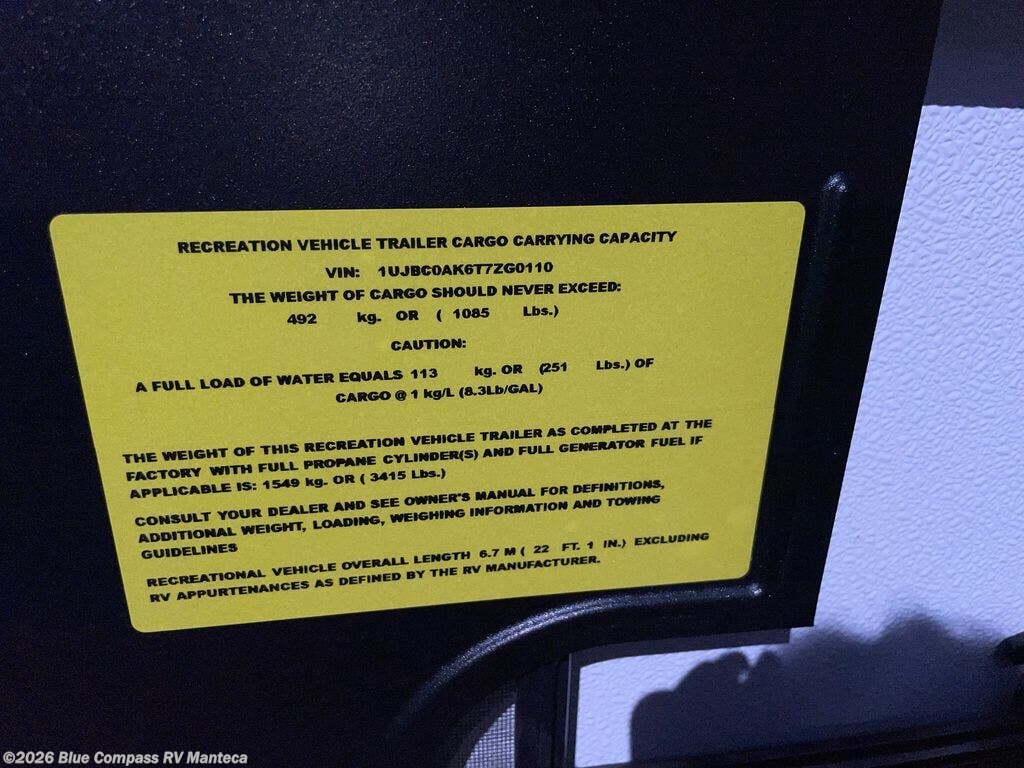 RECREATION VEHICLE TRAILER CARGO CARRYING CAPACITY
VIN: 1UJBC0AK6T7ZG0110
THE WEIGHT OF CARGO SHOULD NEVER EXCEED:
492 kg. OR ( 1085 Lbs.)
CAUTION:
A FULL LOAD OF WATER EQUALS 113 kg. OR (251 Lbs.) OF
CARGO @ 1 kg/L (8.3Lb/GAL)
THE WEIGHT OF THIS RECREATION VEHICLE TRAILER AS COMPLETED AT THE
FACTORY WITH FULL PROPANE CYLINDER(S) AND FULL GENERATOR FUEL IF
APPLICABLE IS: 1549 kg. OR ( 3415 Lbs.)
CONSULT YOUR DEALER AND SEE OWNER'S MANUAL FOR DEFINITIONS,
ADDITIONAL WEIGHT, LOADING, WEIGHING INFORMATION AND TOWING
GUIDELINES
RECREATIONAL VEHICLE OVERALL LENGTH 6.7 M ( 22 FT. 1 IN.) EXCLUDING
RV APPURTENANCES AS DEFINED BY THE RV MANUFACTURER.
©2026 Blue Compass RV Manteca